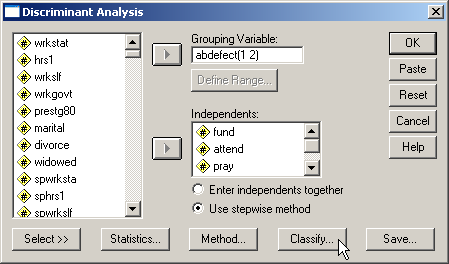 Discriminant Analysis
wrkstat
hrs1
wrkslf
wrkgovt
prestg80
marital
divorce
widowed
spwrksta
sphrs1
spwrkslf
Grouping Variable:
abdefect(1 2)
Define Range...
Independents:
fund
attend
pray
Enter independents together
Use stepwise method
OK
Paste
Reset
Cancel
Help
Select >>
Statistics...
Method...
Classify...
Save...